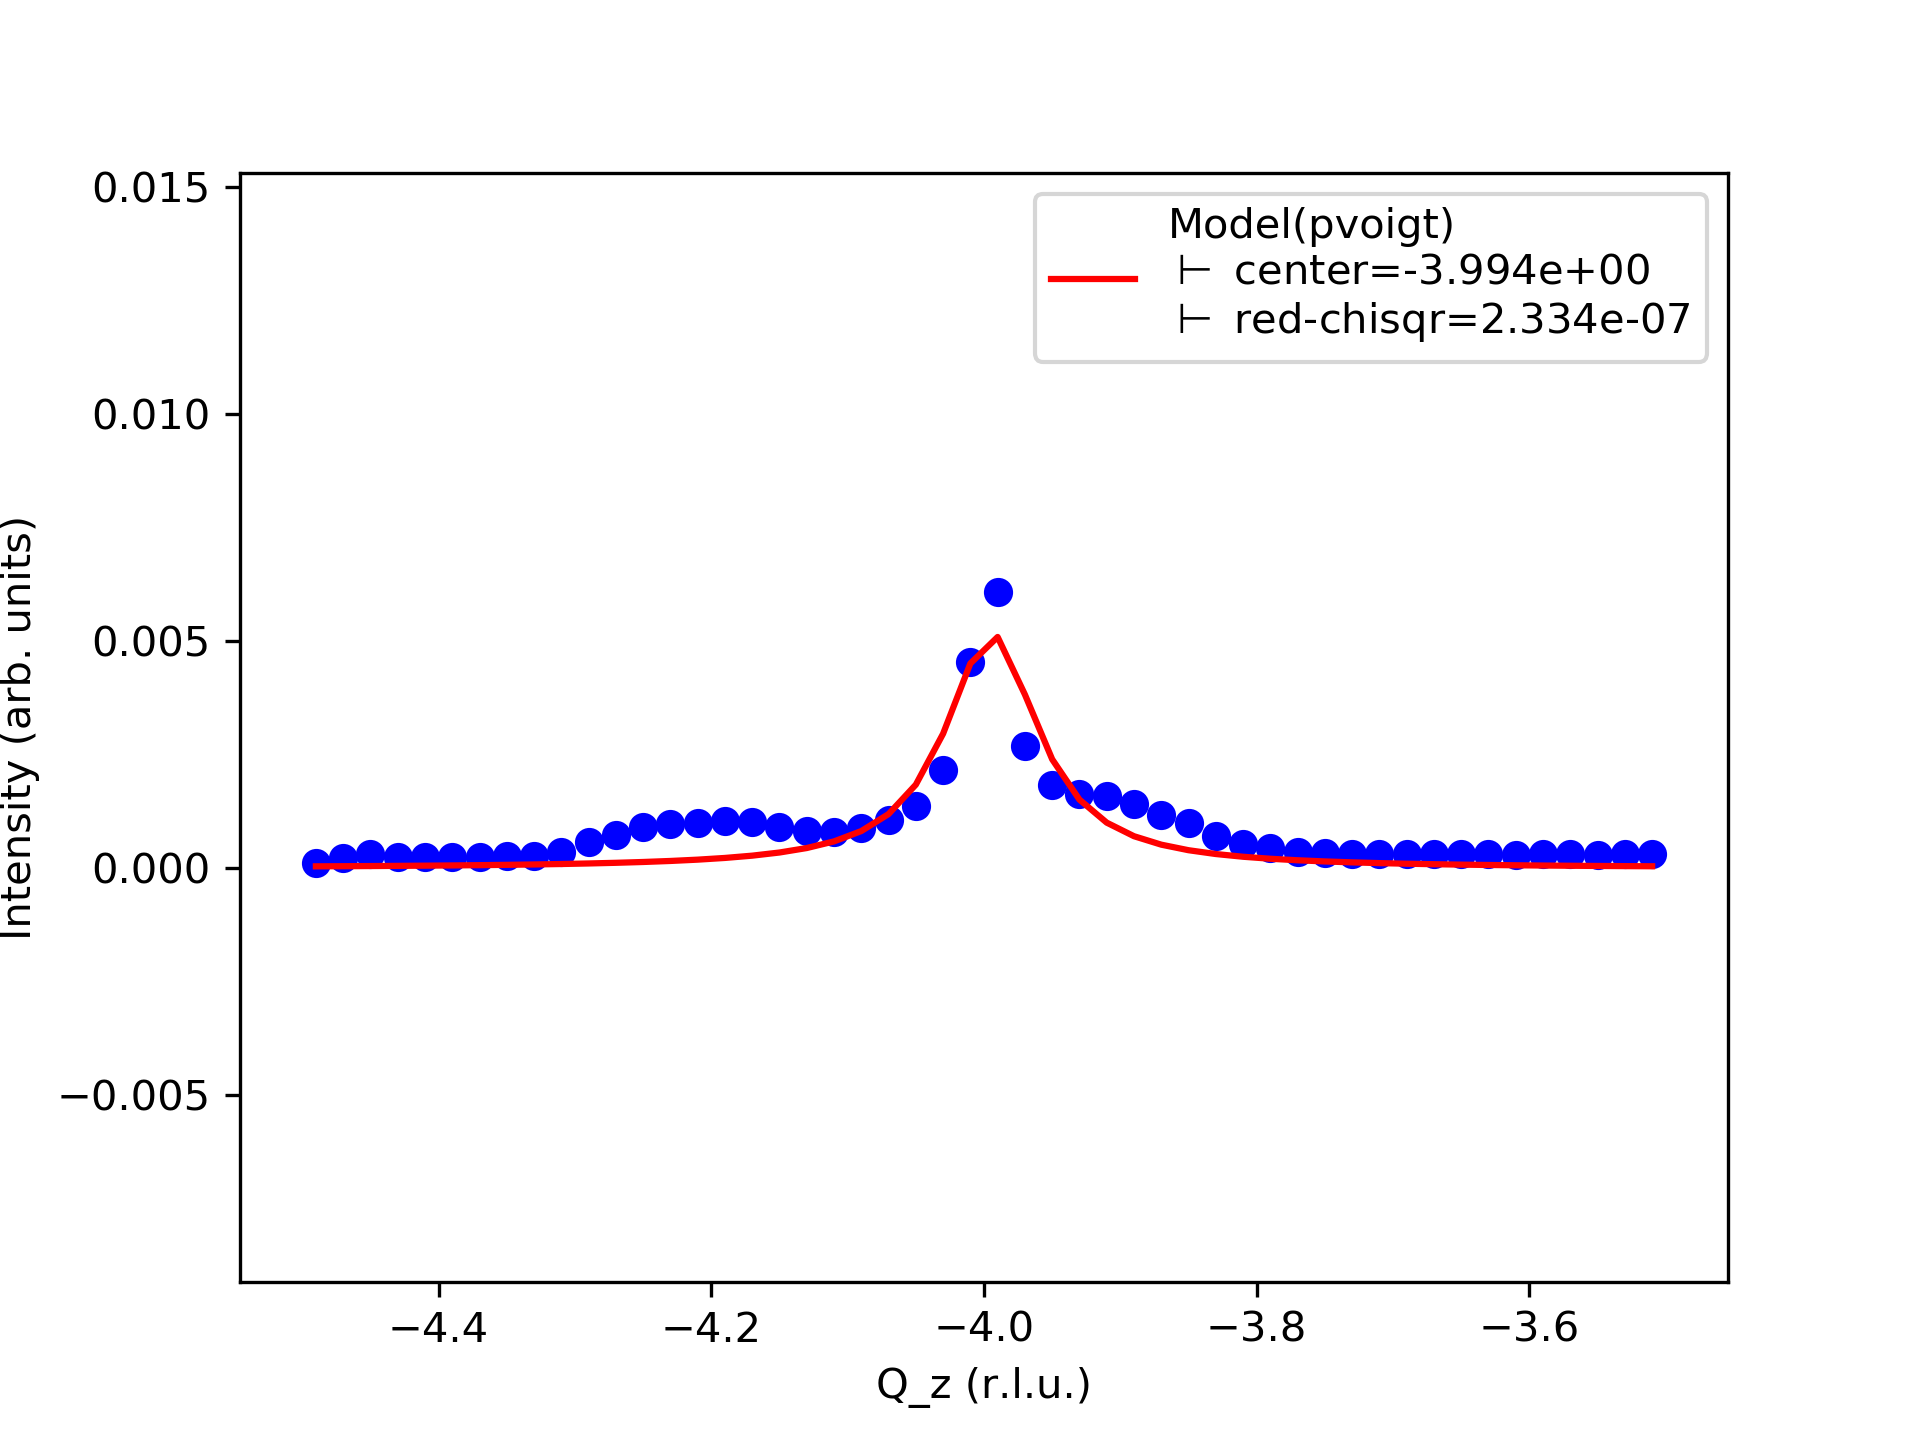 0.015
0.010
0.005
0.000
−0.005
Intensity (arb. units)
Model(pvoigt)
⊢ center=-3.994e+00
⊢ red-chisqr=2.334e-07
−4.4 −4.2 −4.0 −3.8 −3.6
Q_z (r.l.u.)